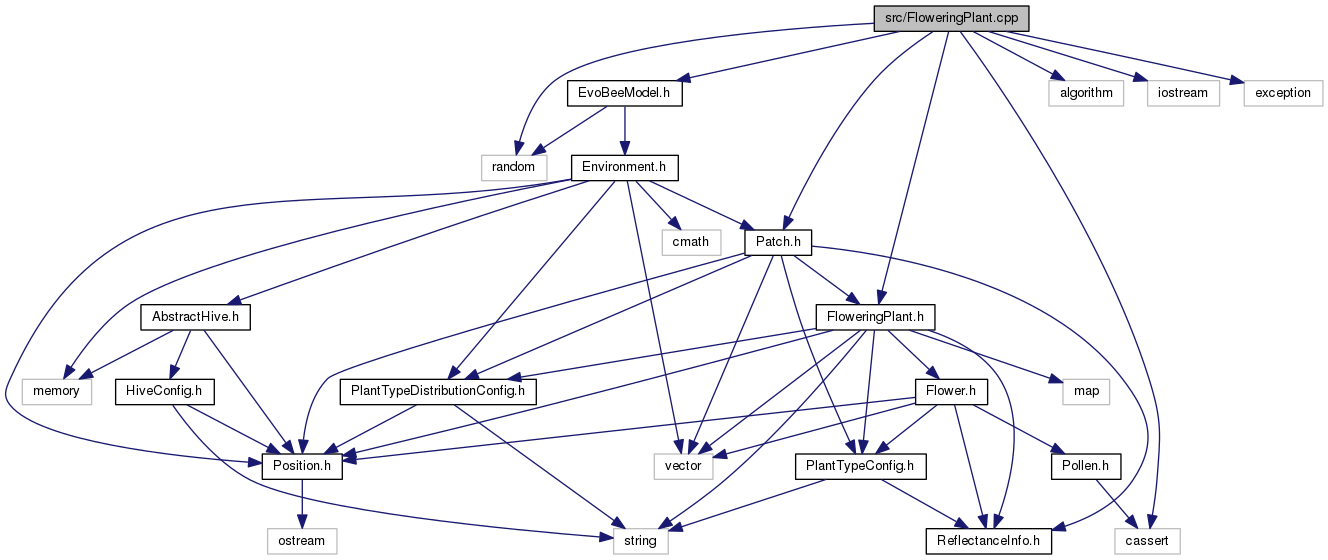 src/FloweringPlant.cpp
EvoBeeModel.h
algorithm
iostream
exception
random
Environment.h
cmath
Patch.h
AbstractHive.h
FloweringPlant.h
memory
HiveConfig.h
PlantTypeDistributionConfig.h
Flower.h
map
Position.h
vector
PlantTypeConfig.h
Pollen.h
ostream
string
ReflectanceInfo.h
cassert